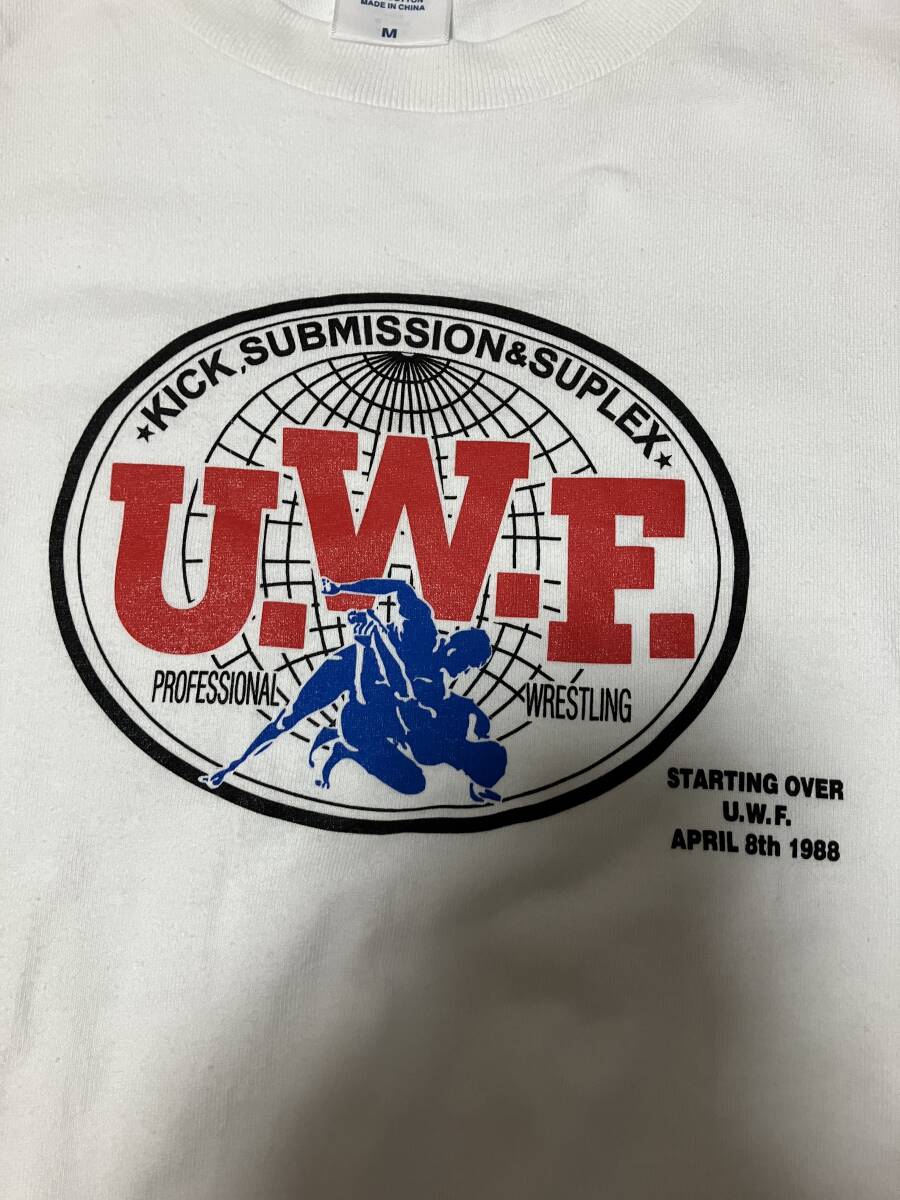 MADE IN CHINA
M
★KICK,SUBMISSION&SUPLEX★
U.W.F.
PROFESSIONAL WRESTLING
STARTING OVER
U.W.F.
APRIL 8th 1988